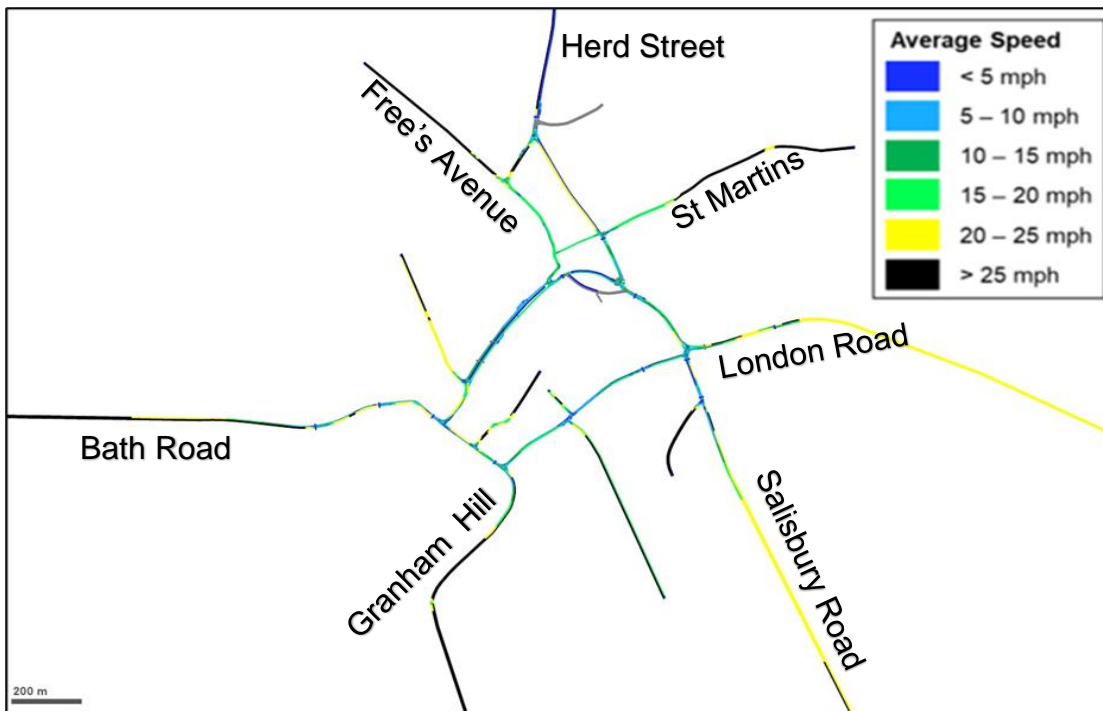 Herd Street
Free's Avenue
St Martins
London Road
Bath Road
Granham Hill
Salisbury Road
Average Speed
< 5 mph
5 – 10 mph
10 – 15 mph
15 – 20 mph
20 – 25 mph
> 25 mph
200 m